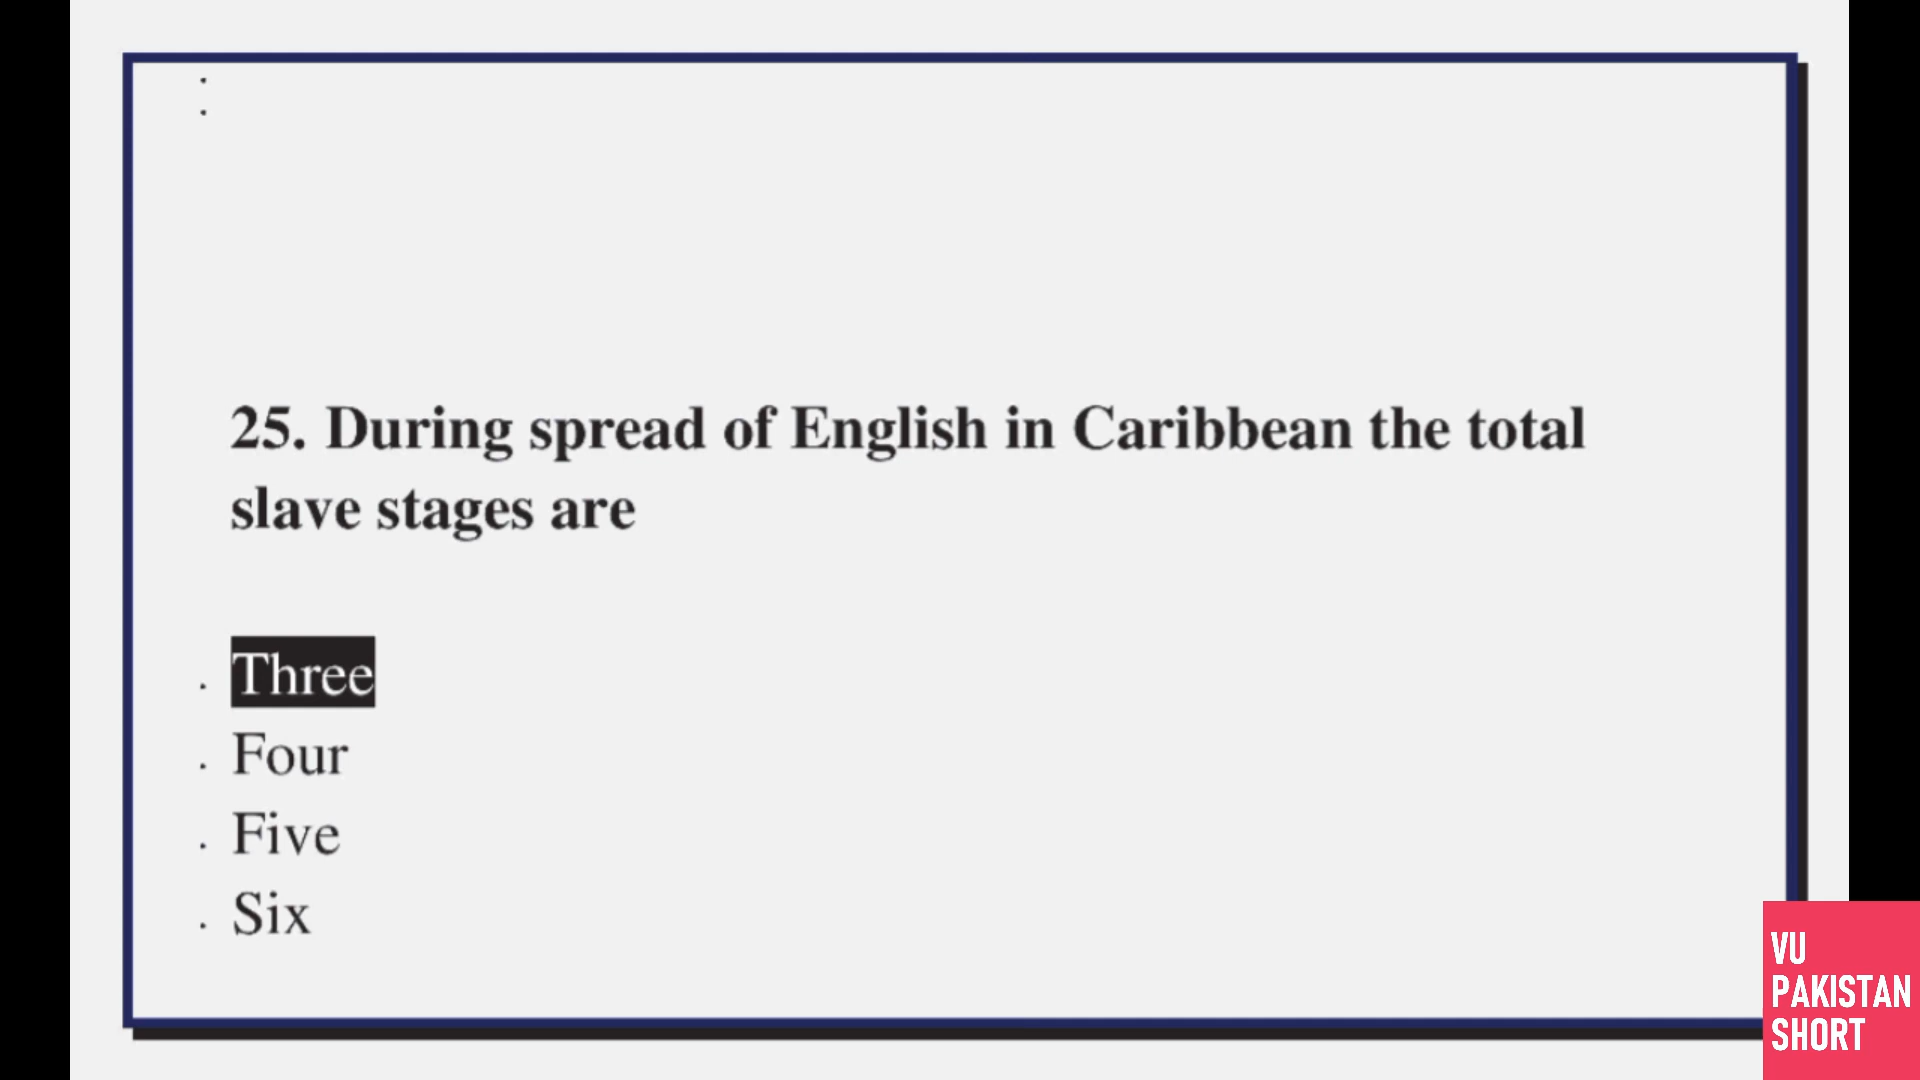 25. During spread of English in Caribbean the total
slave stages are
. Three
. Four
. Five
. Six
VU
PAKISTAN
SHORT